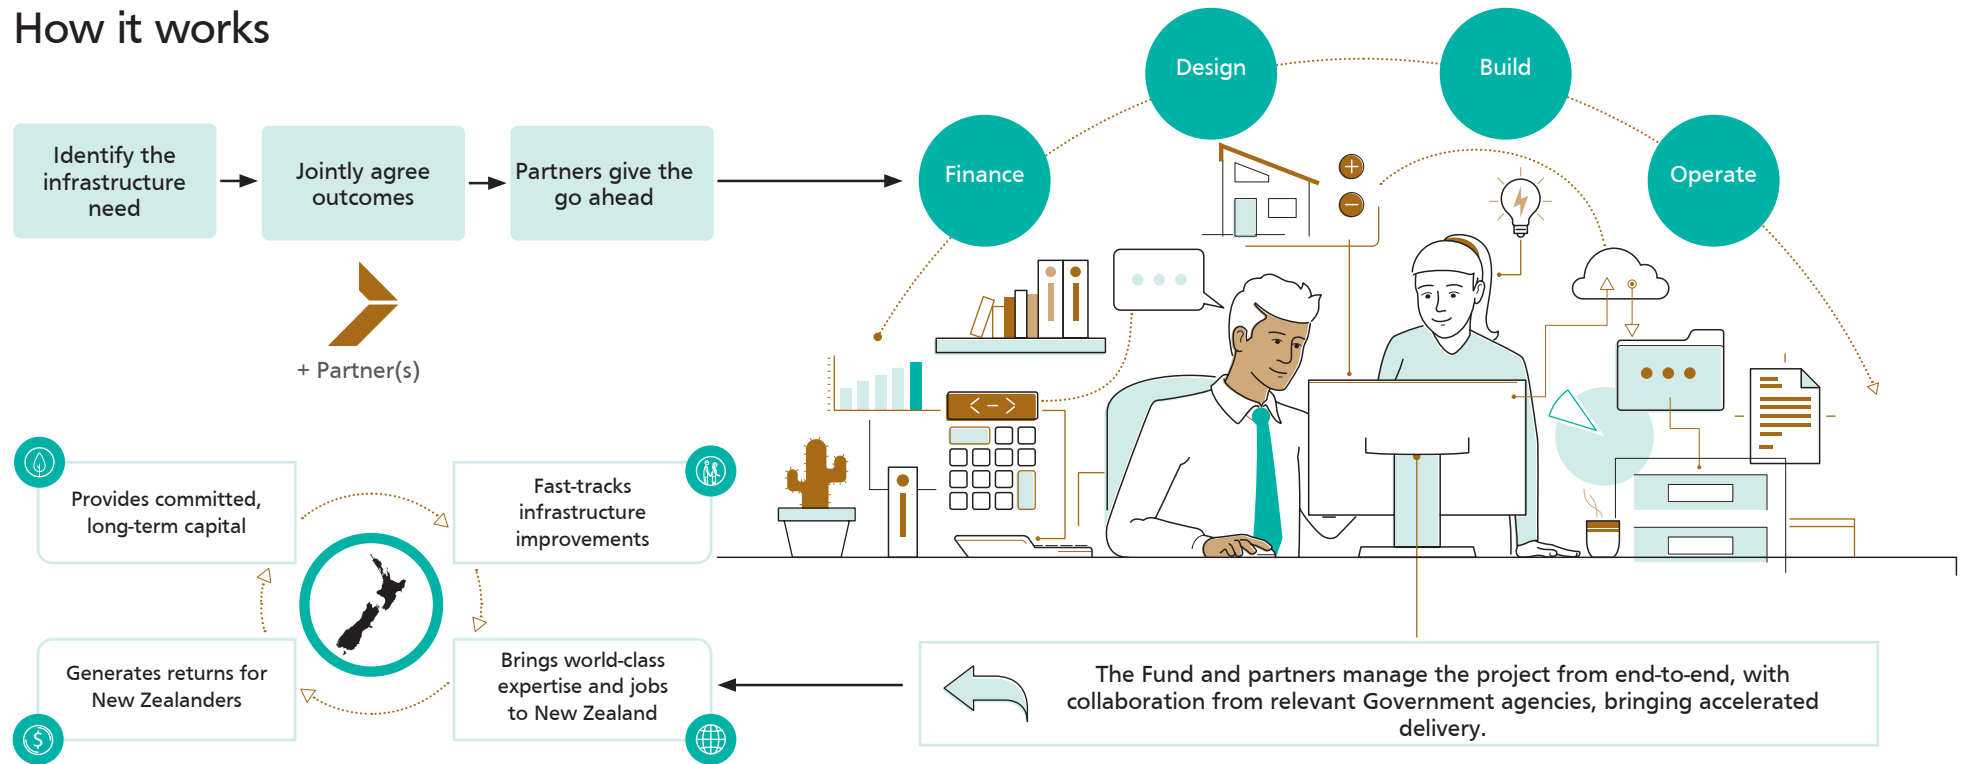 How it works
Identify the
infrastructure
need
Jointly agree
outcomes
Partners give the
go ahead
Finance
Design
Build
Operate
+ Partner(s)
Provides committed,
long-term capital
Fast-tracks
infrastructure
improvements
Generates returns for
New Zealanders
Brings world-class
expertise and jobs
to New Zealand
The Fund and partners manage the project from end-to-end, with
collaboration from relevant Government agencies, bringing accelerated
delivery.